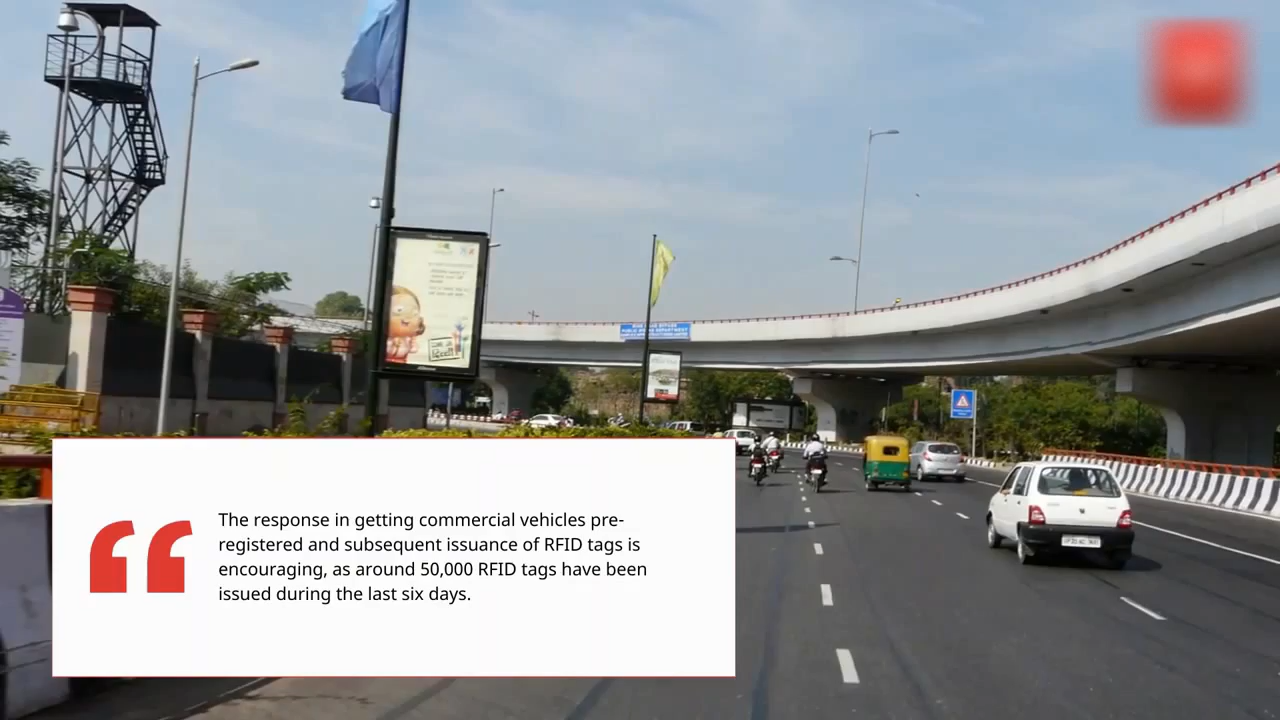 The response in getting commercial vehicles pre-
registered and subsequent issuance of RFID tags is
encouraging, as around 50,000 RFID tags have been
issued during the last six days.